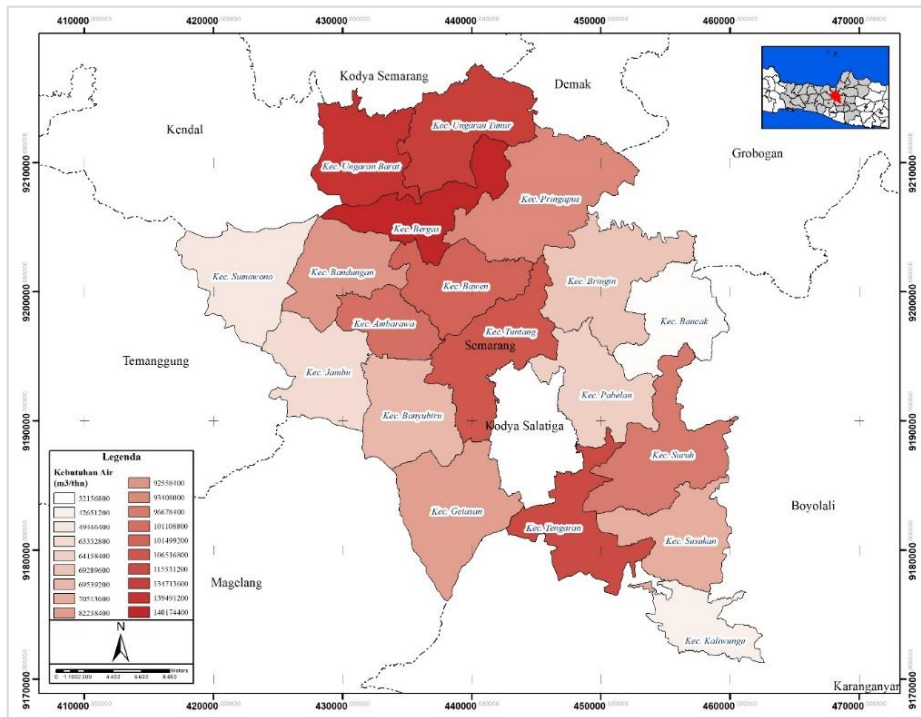 410000 420000 430000 440000 450000 460000 470000
Kodya Semarang
Demak
Kendal
Kec. Ungaran Timur
Grobogan
9210000
Kec. Ungaran Barat
9210000
Kec. Pringapus
Kec. Bergas
Kec. Sumowono
Kec. Bandungan
Kec. Bringin
9200000
Kec. Bawen
9200000
Kec. Bancak
Kec. Ambarawa
Kec. Tuntang
Semarang
Temanggung
Kec. Jambu
Kec. Pabelan
Kec. Banyubiru
9190000
Kodya Salatiga
9190000
Legenda
Kebutuhan Air
(m3/thn)
32156800
42651200
49446400
63332800
64158400
69289600
69539200
70513600
82238400
92558400
93408000
96678400
101108800
101499200
106516800
115531200
134713600
139491200
140174400
N
Meters
Kec. Suruh
Boyolali
Kec. Getasan
Kec. Tengaran
Kec. Susukan
9180000
9180000
Magelang
Kec. Kaliwungu
Karanganyar
9170000
9170000
410000 420000 430000 440000 450000 460000 470000